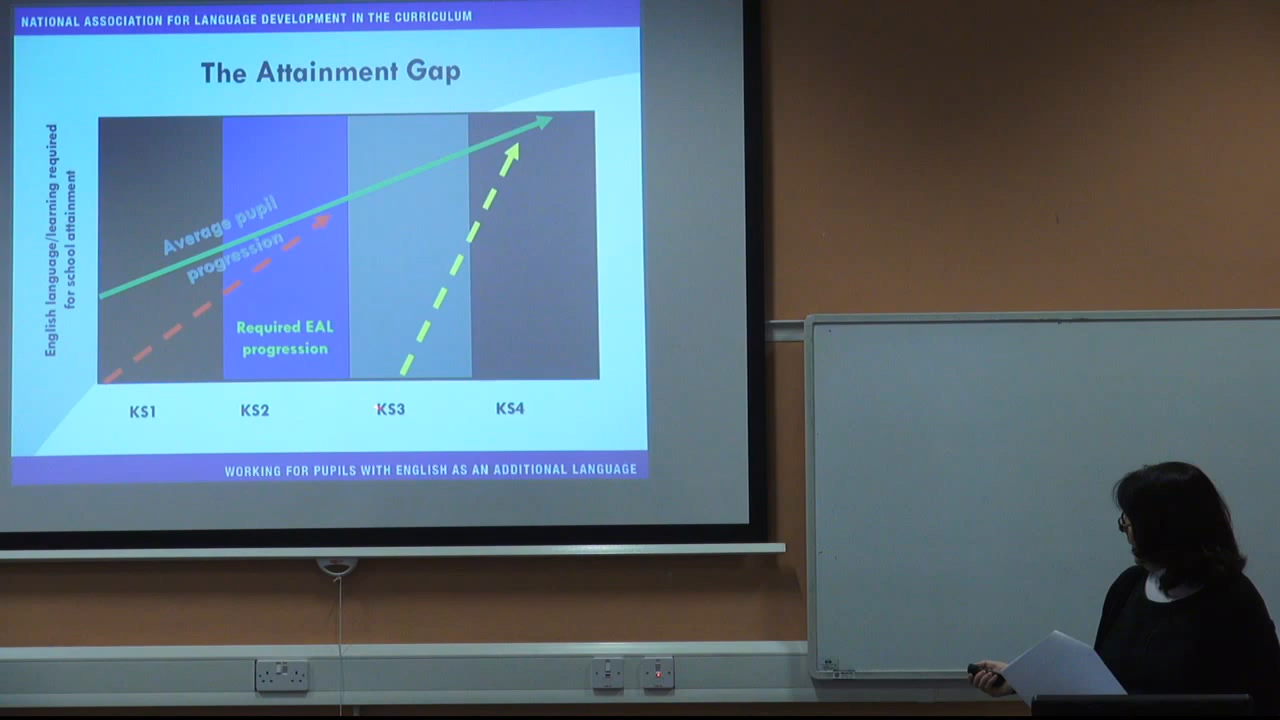 NATIONAL ASSOCIATION FOR LANGUAGE DEVELOPMENT IN THE CURRICULUM
The Attainment Gap
English language/learning required
for school attainment
Average pupil
progression
Required EAL
progression
KS1 KS2 KS3 KS4
WORKING FOR PUPILS WITH ENGLISH AS AN ADDITIONAL LANGUAGE